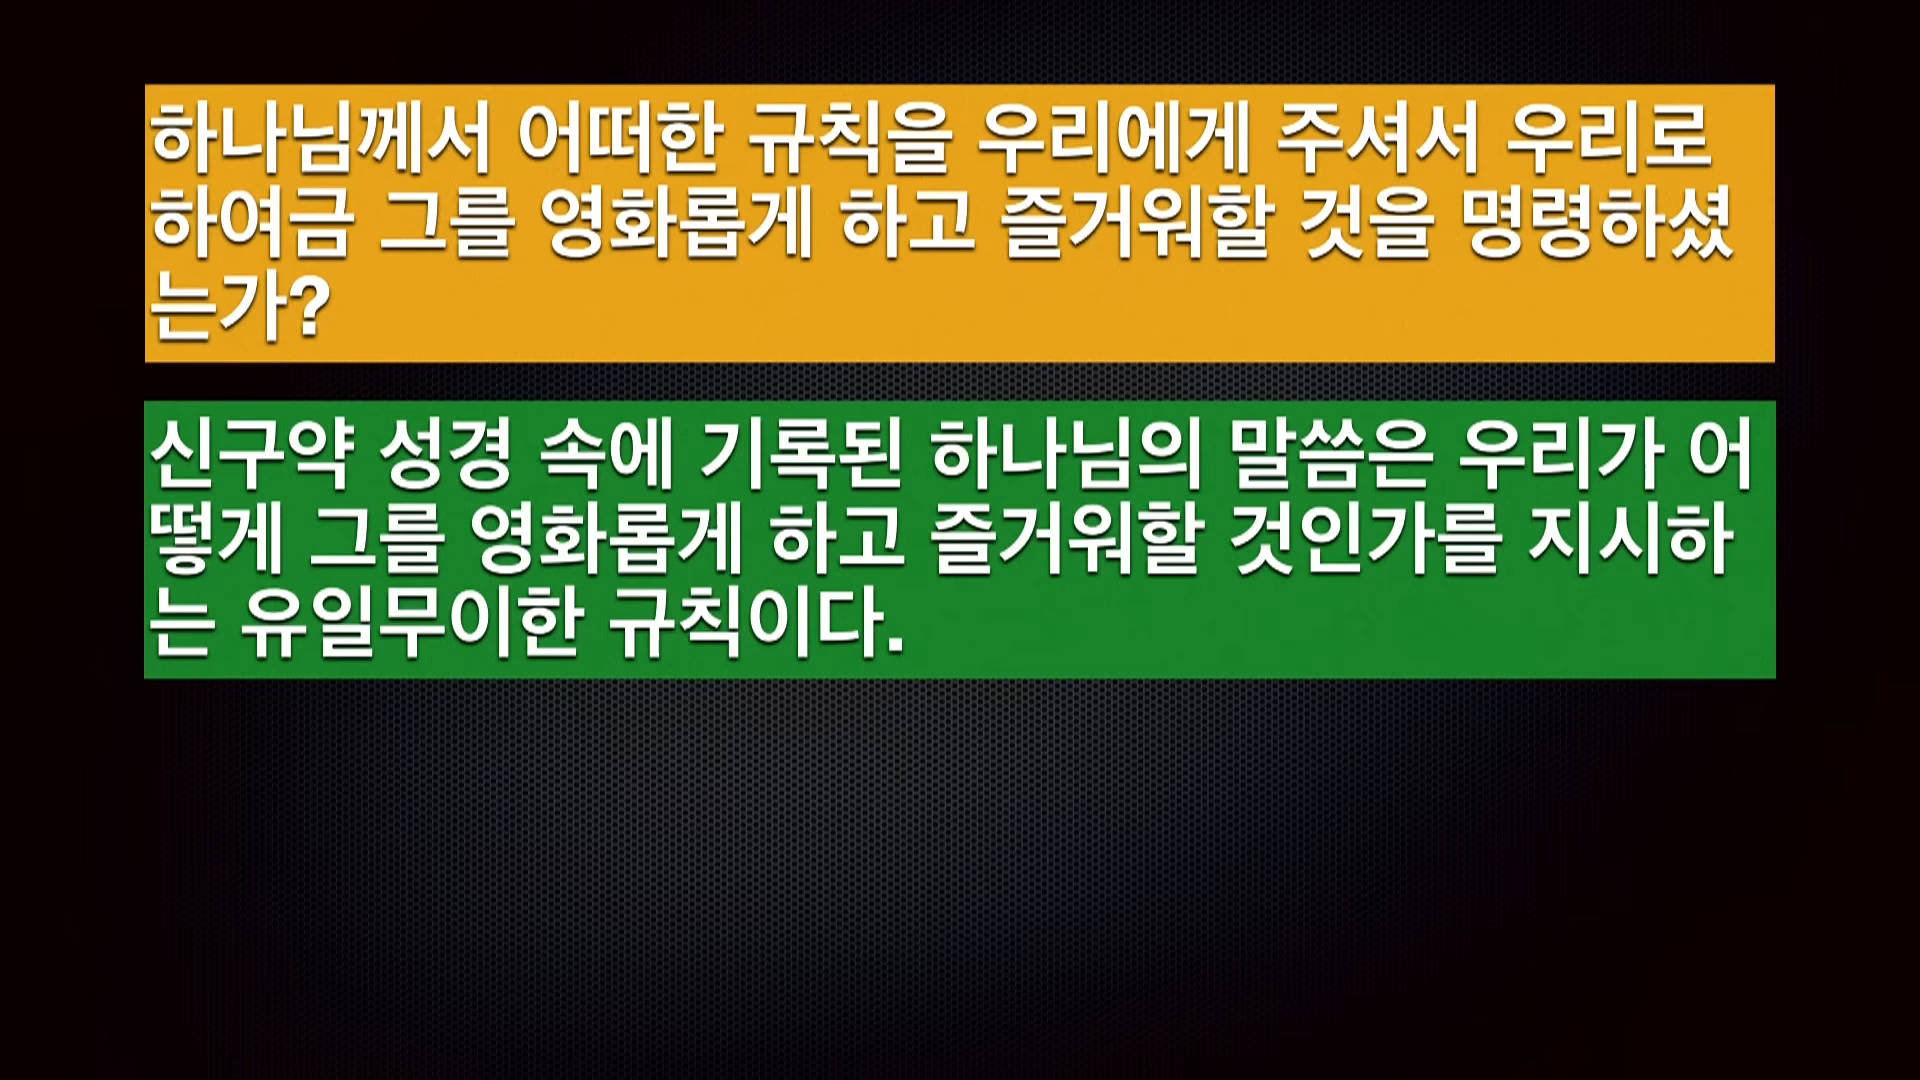 하나님께서 어떠한 규칙을 우리에게 주셔서 우리로
하여금 그를 영화롭게 하고 즐거워할 것을 명령하셨
는가?
신구약 성경 속에 기록된 하나님의 말씀은 우리가 어
떻게 그를 영화롭게 하고 즐거워할 것인가를 지시하
는 유일무이한 규칙이다.